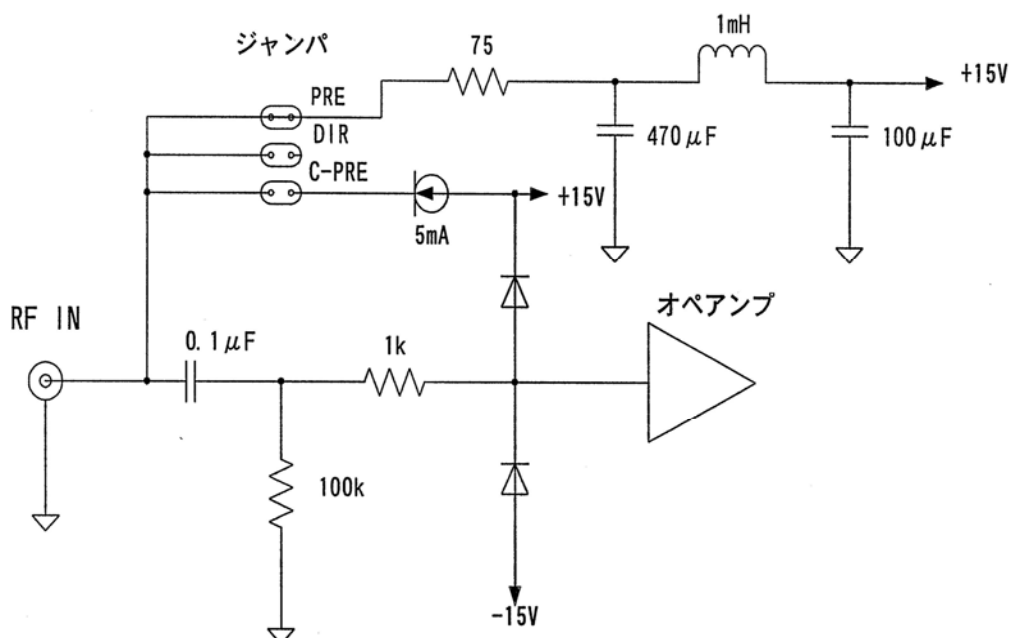 1mH
ジャンパ
75
+15V
PRE
DIR
470μF
100μF
C-PRE
+15V
5mA
RF IN
オペアンプ
0.1μF
1k
100k
-15V